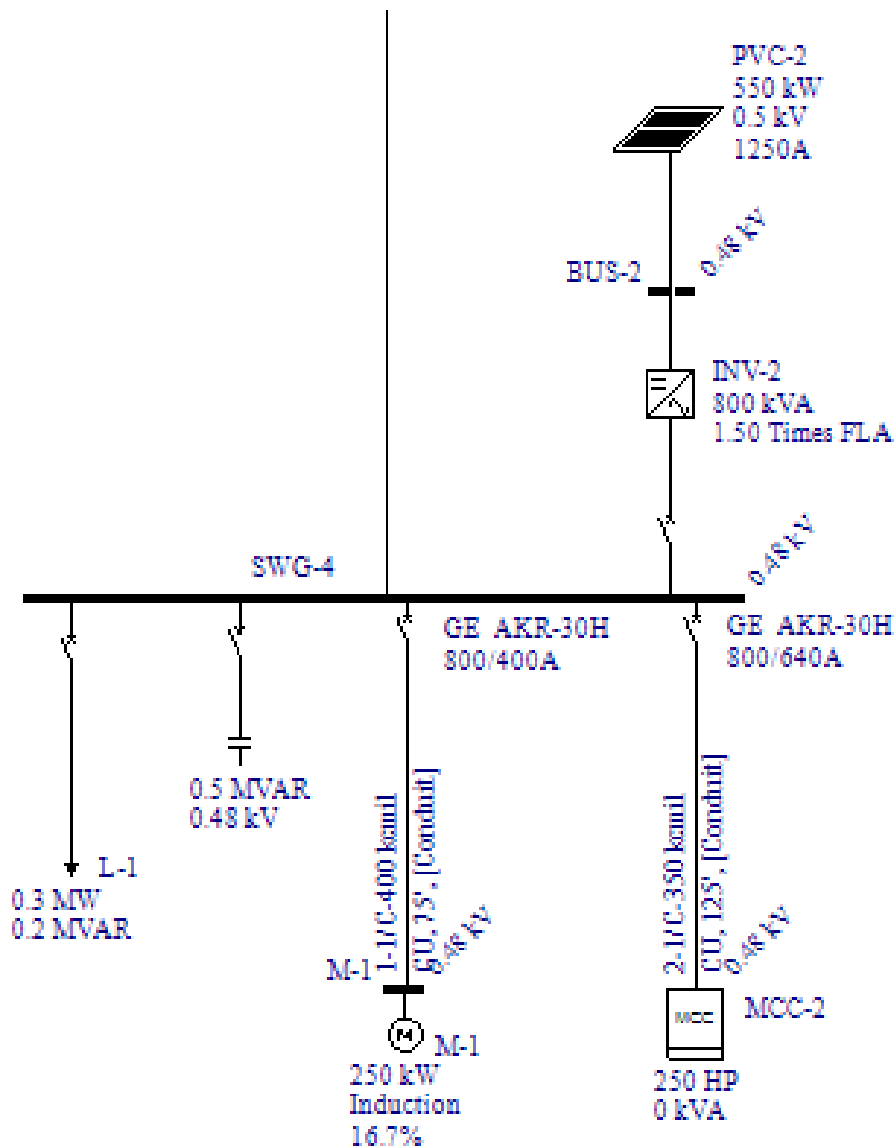 PVC-2
550 kW
0.5 kV
1250A
0.48 kV
BUS-2
INV-2
800 kVA
1.50 Times FLA
0.48 kV
SWG-4
GE AKR-30H
800/400A
GE AKR-30H
800/640A
0.5 MVAR
0.48 kV
L-1
0.3 MW
0.2 MVAR
1-1/C-400 kcmil
CU, 75', [Conduit]
0.48 kV
2-1/C-350 kcmil
CU, 125', [Conduit]
0.48 kV
M-1
M
M-1
250 kW
Induction
16.7%
MCC
MCC-2
250 HP
0 kVA